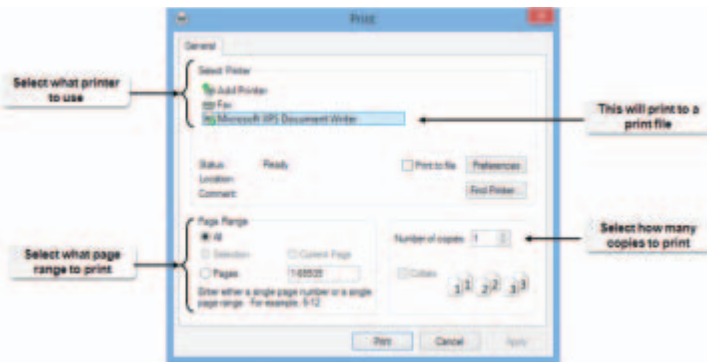 Print
General
Select Printer
Add Printer
Fax
Microsoft XPS Document Writer
Select what printer
to use
This will print to a
print file
Status: Ready
Location:
Comment:
Print to file
Preferences
Find Printer
Page Range
All
Selection
Current Page
Pages
1-65535
Enter either a single page number or a single
page range. For example, 5-12
Select what page
range to print
Number of copies: 1
Collate
11 22 33
Select how many
copies to print
Print
Cancel
Apply